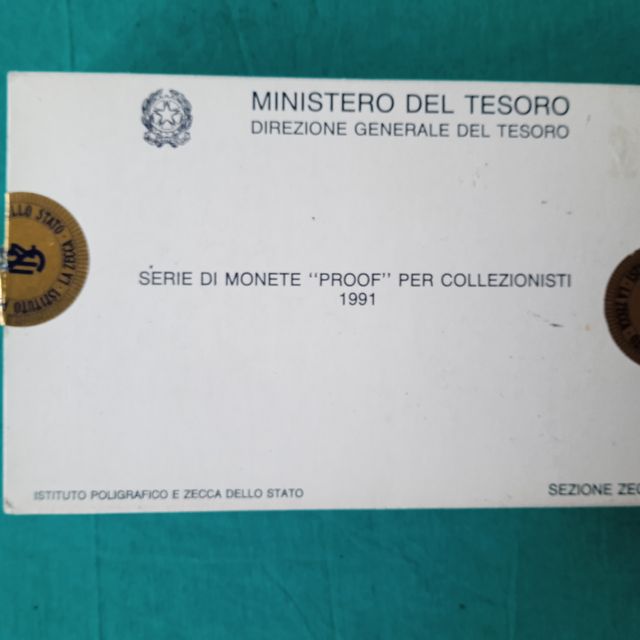 MINISTERO DEL TESORO
DIREZIONE GENERALE DEL TESORO
SERIE DI MONETE "PROOF" PER COLLEZIONISTI
1991
ISTITUTO POLIGRAFICO E ZECCA DELLO STATO
SEZIONE